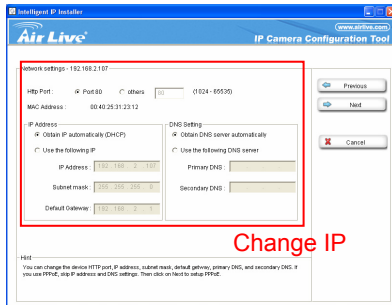 Intelligent IP Installer
Air Live
www.airlive.com
IP Camera Configuration Tool
Network settings - 192.168.2.107
Http Port : Port 80 others 80 (1024 - 65535)
MAC Address : 00:40:25:31:23:12
IP Address
Obtain IP automatically (DHCP)
Use the following IP
IP Address : 192 . 168 . 2 . 107
Subnet mask : 255 . 255 . 255 . 0
Default Gateway : 192 . 168 . 2 . 1
DNS Setting
Obtain DNS server automatically
Use the following DNS server
Primary DNS :
Secondary DNS :
Previous
Next
Cancel
Change IP
Hint
You can change the device HTTP port, IP address, subnet mask, default getway, primary DNS, and secondary DNS. If
you use PPPoE, skip IP address and DNS settings. Then click on Next to setup PPPoE.